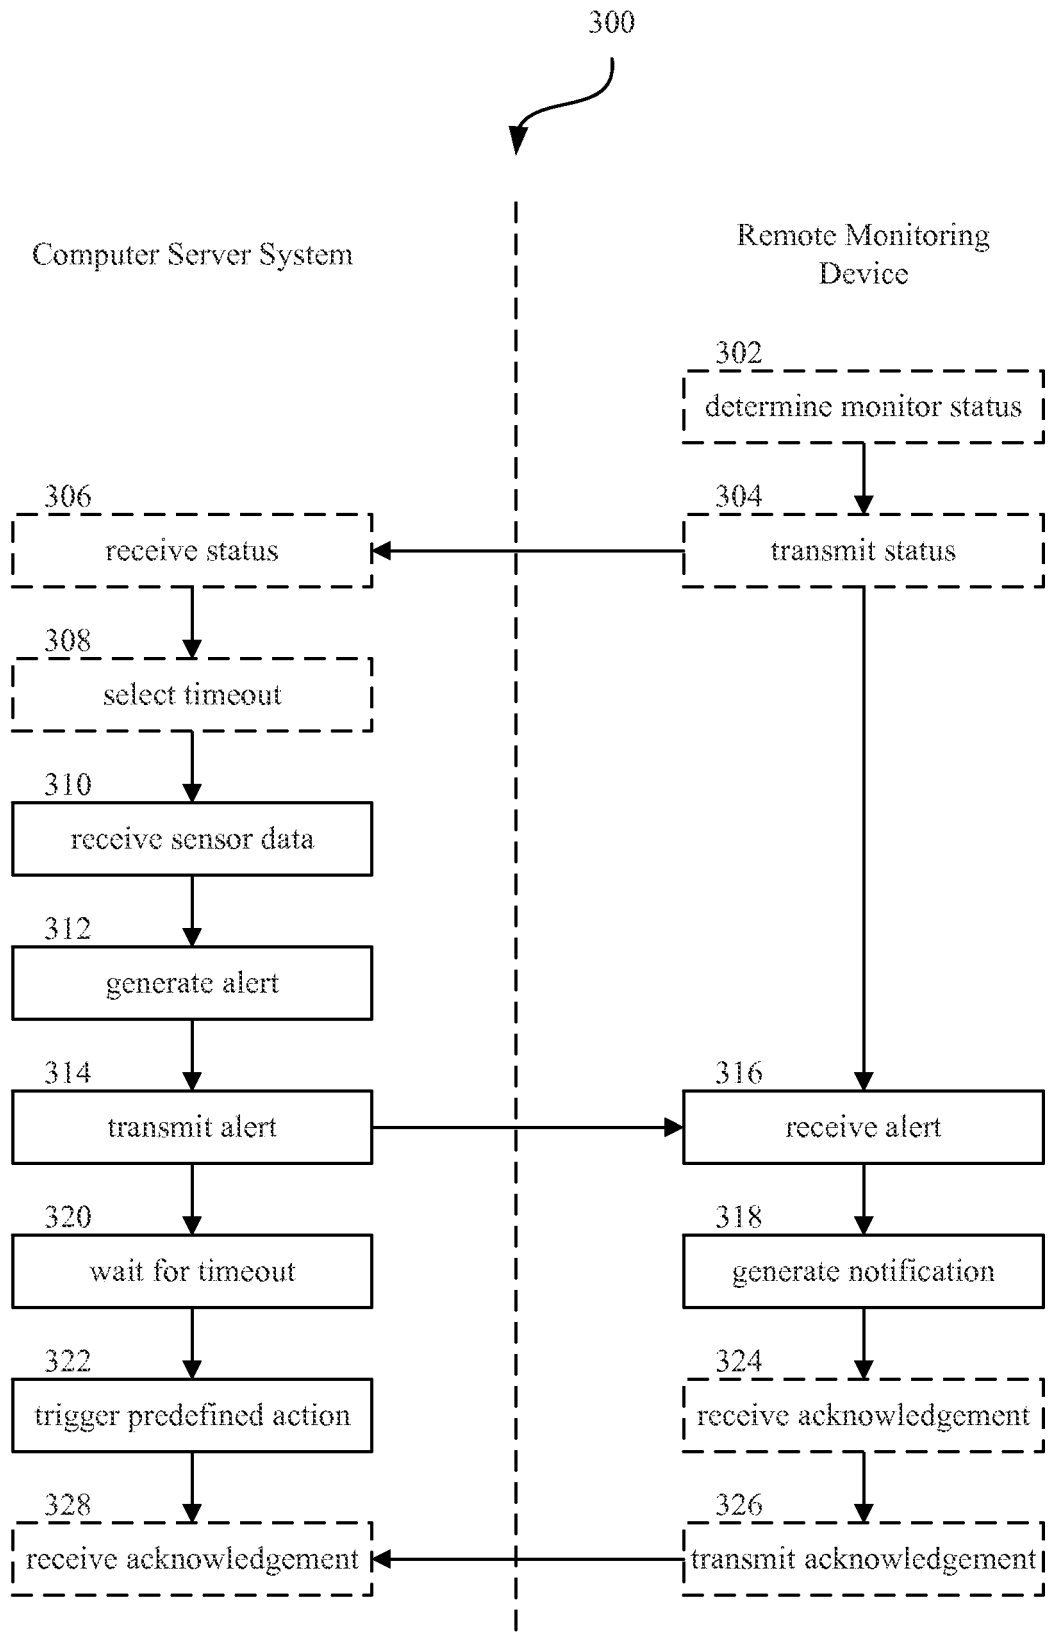 300
Computer Server System
Remote Monitoring
Device
302
determine monitor status
306
receive status
304
transmit status
308
select timeout
310
receive sensor data
312
generate alert
314
transmit alert
316
receive alert
320
wait for timeout
318
generate notification
322
trigger predefined action
324
receive acknowledgement
328
receive acknowledgement
326
transmit acknowledgement